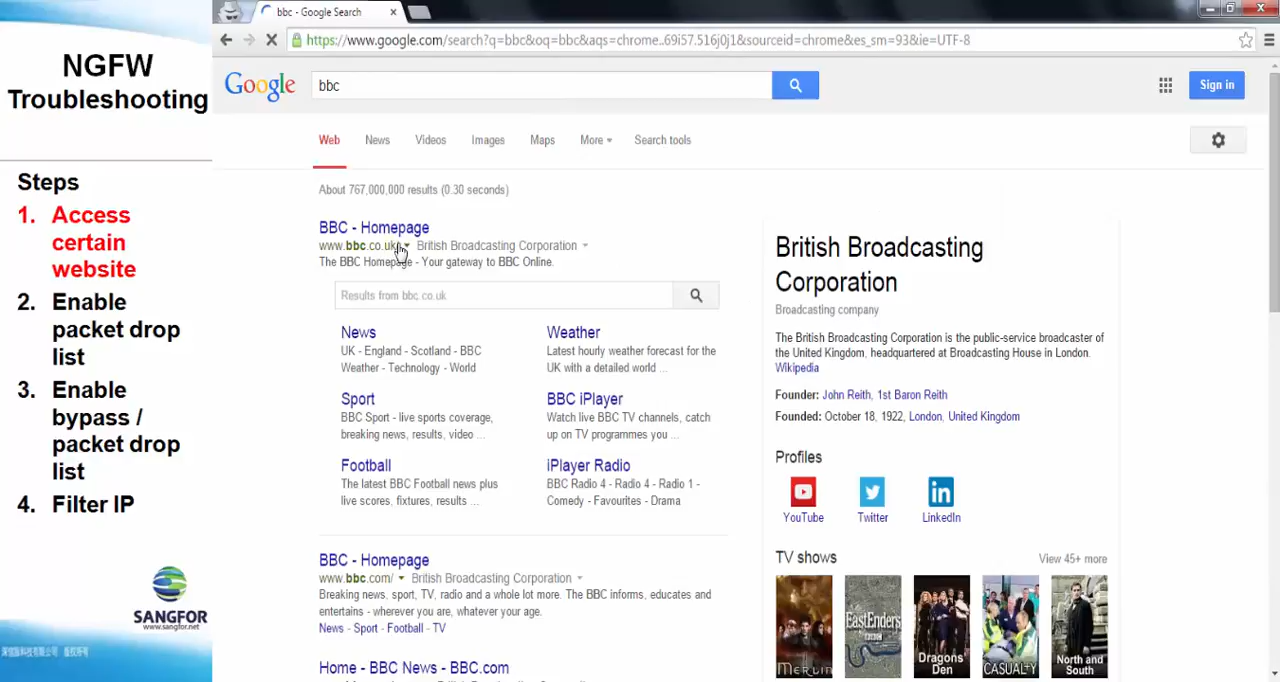 NGFW
Troubleshooting
Steps
1. Access
certain
website
2. Enable
packet drop
list
3. Enable
bypass /
packet drop
list
4. Filter IP
SANGFOR
www.sangfor.net
bbc - Google Search
https://www.google.com/search?q=bbc&oq=bbc&aqs=chrome..69i57.516j0j1&sourceid=chrome&es_sm=93&ie=UTF-8
Google
bbc
Sign in
Web News Videos Images Maps More Search tools
About 767,000,000 results (0.30 seconds)
BBC - Homepage
www.bbc.co.uk/ British Broadcasting Corporation
The BBC Homepage - Your gateway to BBC Online.
Results from bbc.co.uk
News
UK - England - Scotland - BBC
Weather - Technology - World
Weather
Latest hourly weather forecast for the
UK with a detailed world ...
Sport
BBC Sport - live sports coverage,
breaking news, results, video ...
BBC iPlayer
Watch live BBC TV channels, catch
up on TV programmes you ...
Football
The latest BBC Football news plus
live scores, fixtures, results ...
iPlayer Radio
BBC Radio 4 - Radio 4 - Radio 1 -
Comedy - Favourites - Drama
BBC - Homepage
www.bbc.com/ British Broadcasting Corporation
Breaking news, sport, TV, radio and a whole lot more. The BBC informs, educates and
entertains - wherever you are, whatever your age.
News - Sport - Football - TV
Home - BBC News - BBC.com
British Broadcasting
Corporation
Broadcasting company
The British Broadcasting Corporation is the public-service broadcaster of
the United Kingdom, headquartered at Broadcasting House in London.
Wikipedia
Founder: John Reith, 1st Baron Reith
Founded: October 18, 1922, London, United Kingdom
Profiles
YouTube Twitter LinkedIn
TV shows View 45+ more
MERLIN
EastEnders
Dragons'
Den
CASUALTY
North and
South